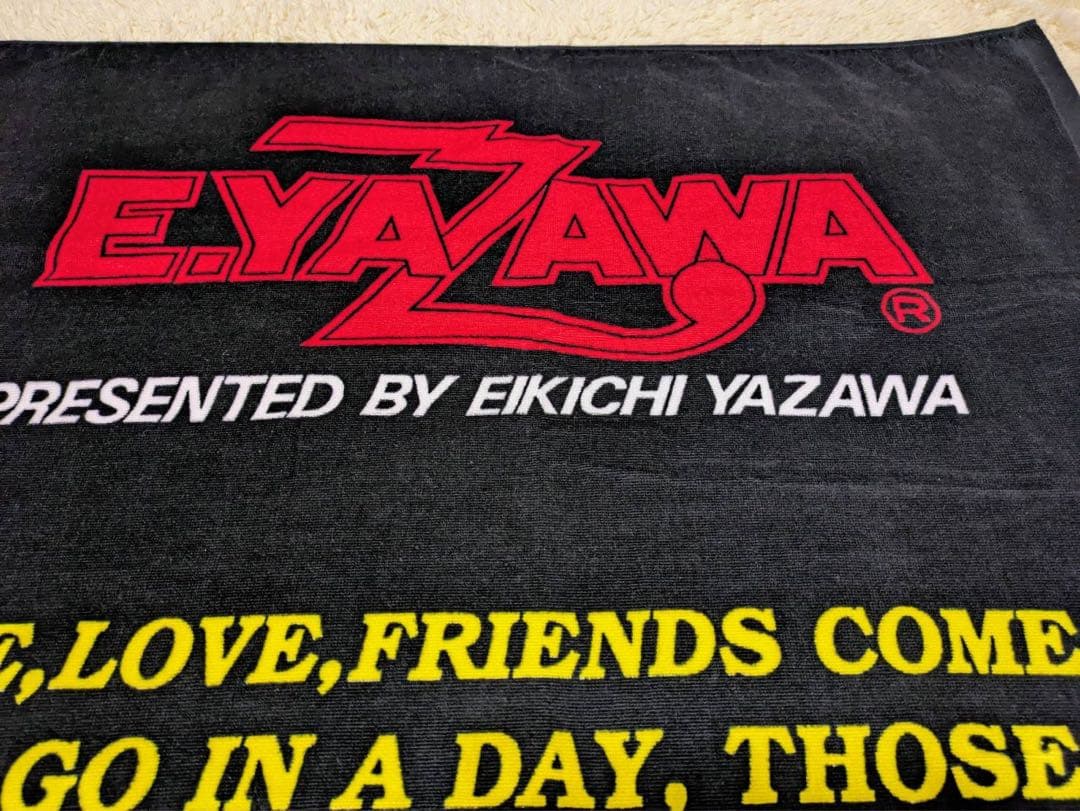 E.YAZAWA®
PRESENTED BY EIKICHI YAZAWA
E,LOVE,FRIENDS COME
GO IN A DAY, THOSE